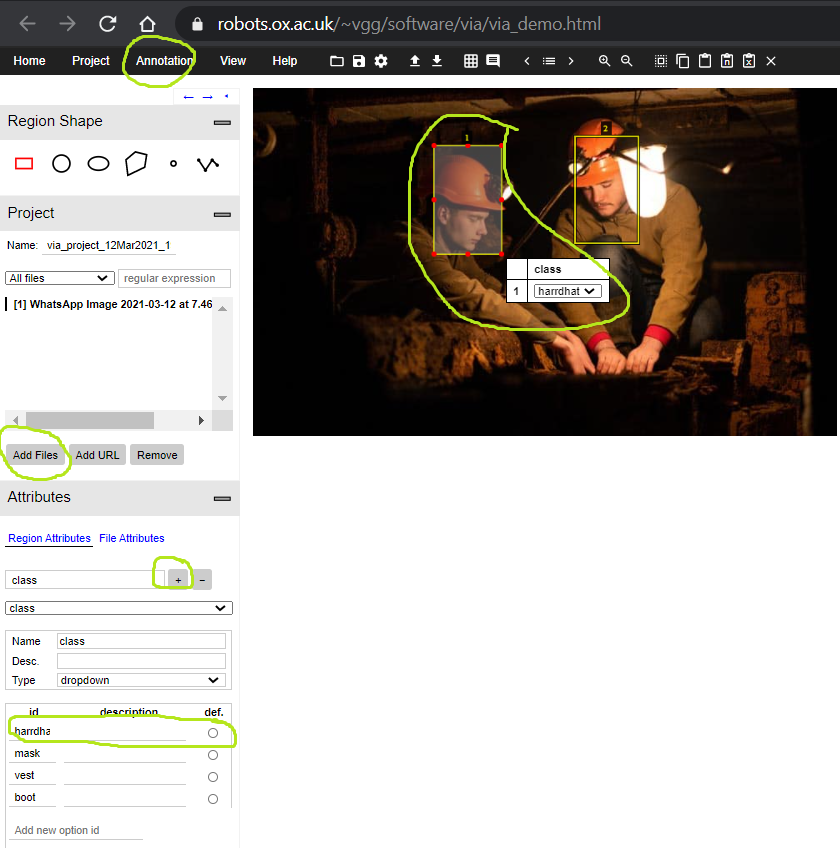 robots.ox.ac.uk/~vgg/software/via/via_demo.html
Home Project Annotation View Help
Region Shape
Project
Name: via_project_12Mar2021_1
All files regular expression
[1] WhatsApp Image 2021-03-12 at 7.46
Add Files Add URL Remove
Attributes
Region Attributes File Attributes
class + −
class
Name class
Desc.
Type dropdown
id description def.
harrdha
mask
vest
boot
Add new option id
1
2
class
1 harrdhat